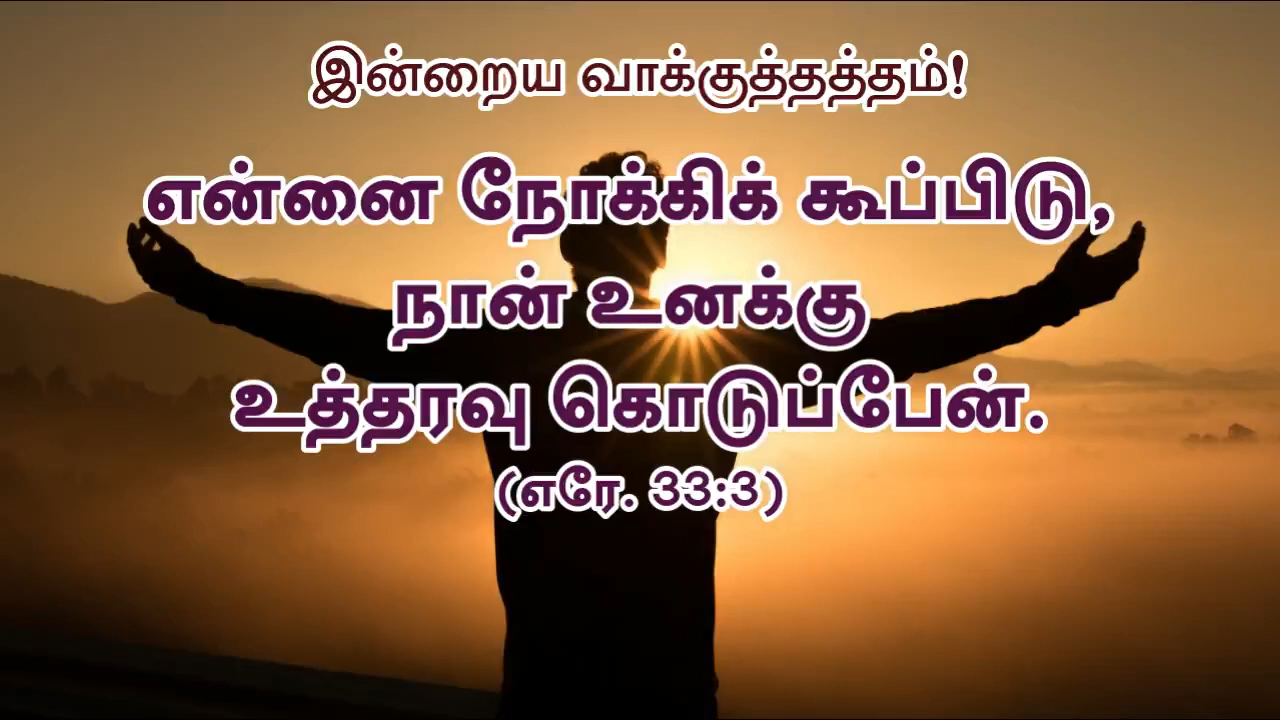 இன்றைய வாக்குத்தத்தம்!
என்னை நோக்கிக் கூப்பிடு,
நான் உனக்கு
உத்தரவு கொடுப்பேன்.
(எரே. 33:3)